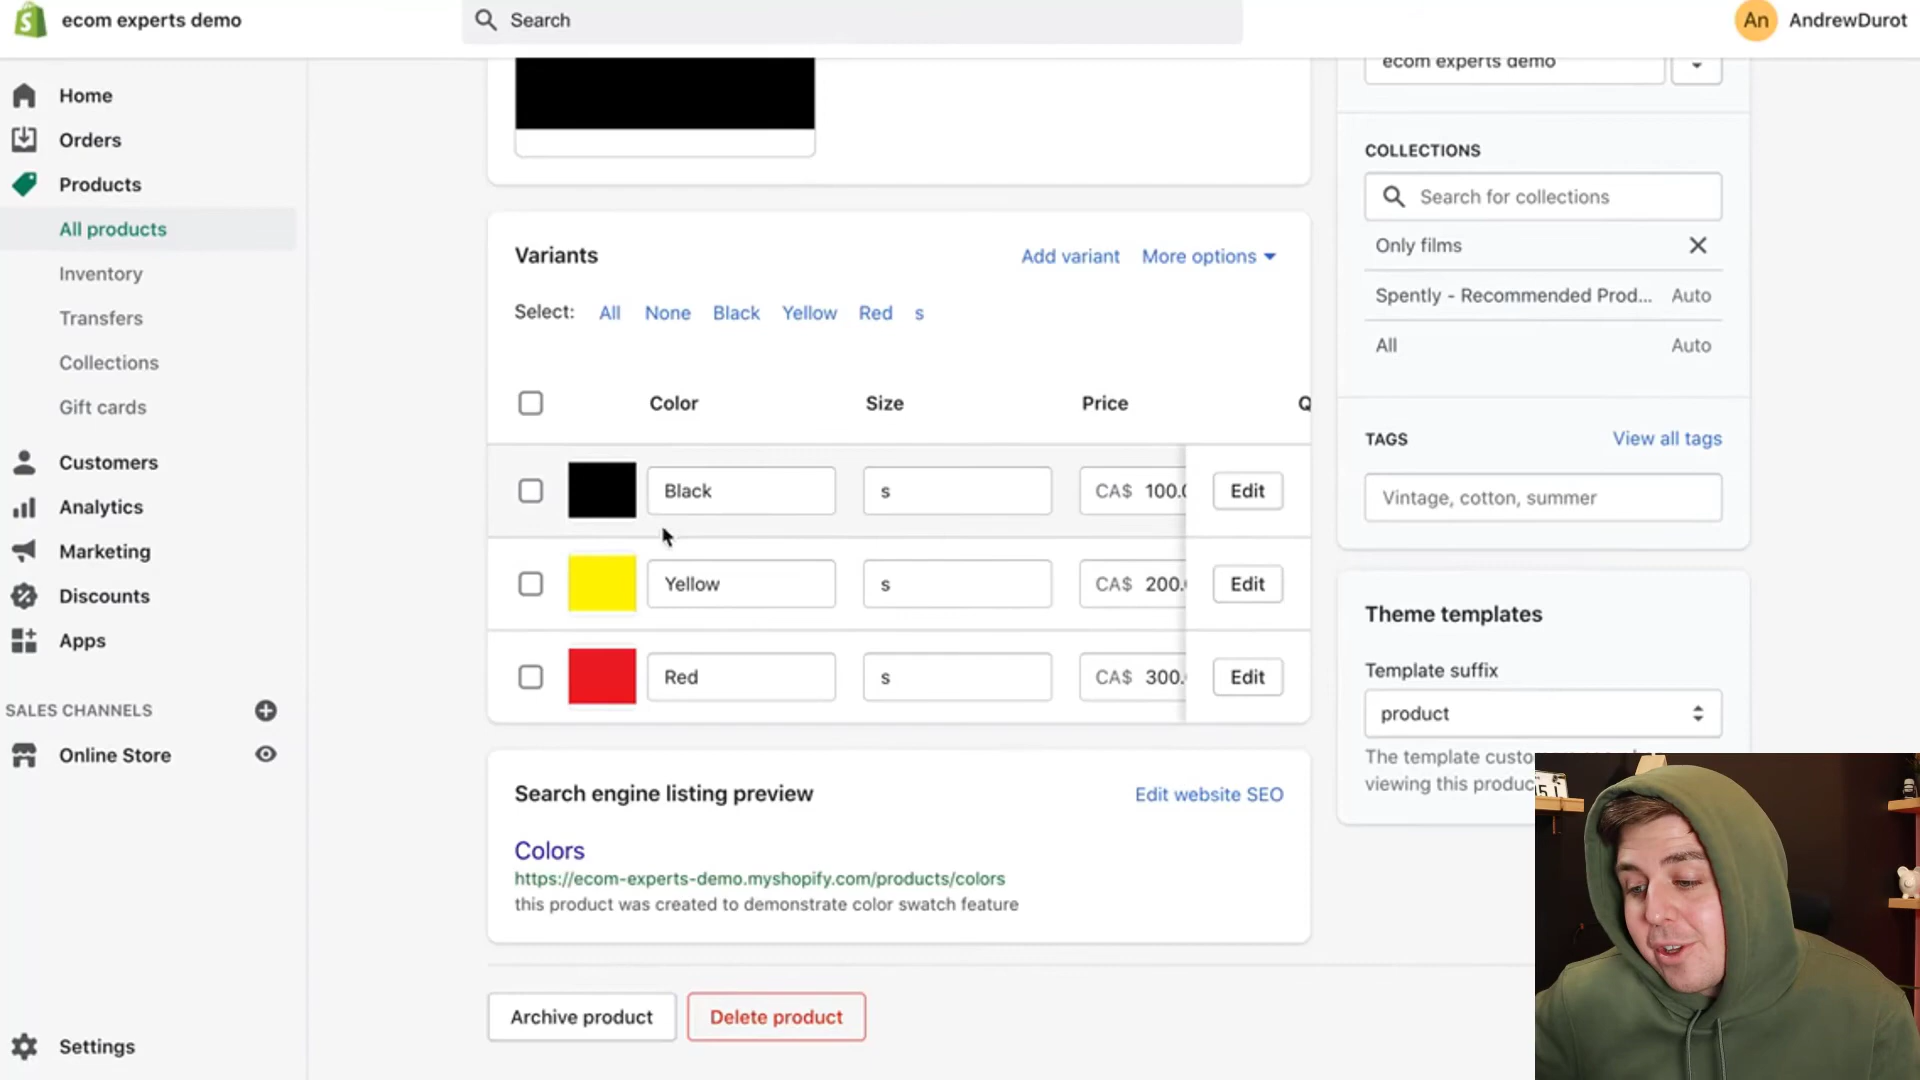 ecom experts demo
Search
An AndrewDurot
Home
Orders
Products
All products
Inventory
Transfers
Collections
Gift cards
Customers
Analytics
Marketing
Discounts
Apps
SALES CHANNELS
Online Store
Settings
Variants
Add variant
More options
Select: All None Black Yellow Red s
Color Size Price Q
Black s CA$ 100.0 Edit
Yellow s CA$ 200. Edit
Red s CA$ 300. Edit
Search engine listing preview
Edit website SEO
Colors
https://ecom-experts-demo.myshopify.com/products/colors
this product was created to demonstrate color swatch feature
Archive product
Delete product
ecom experts demo
COLLECTIONS
Search for collections
Only films
Spently - Recommended Prod... Auto
All Auto
TAGS
View all tags
Vintage, cotton, summer
Theme templates
Template suffix
product
The template custo
viewing this produc